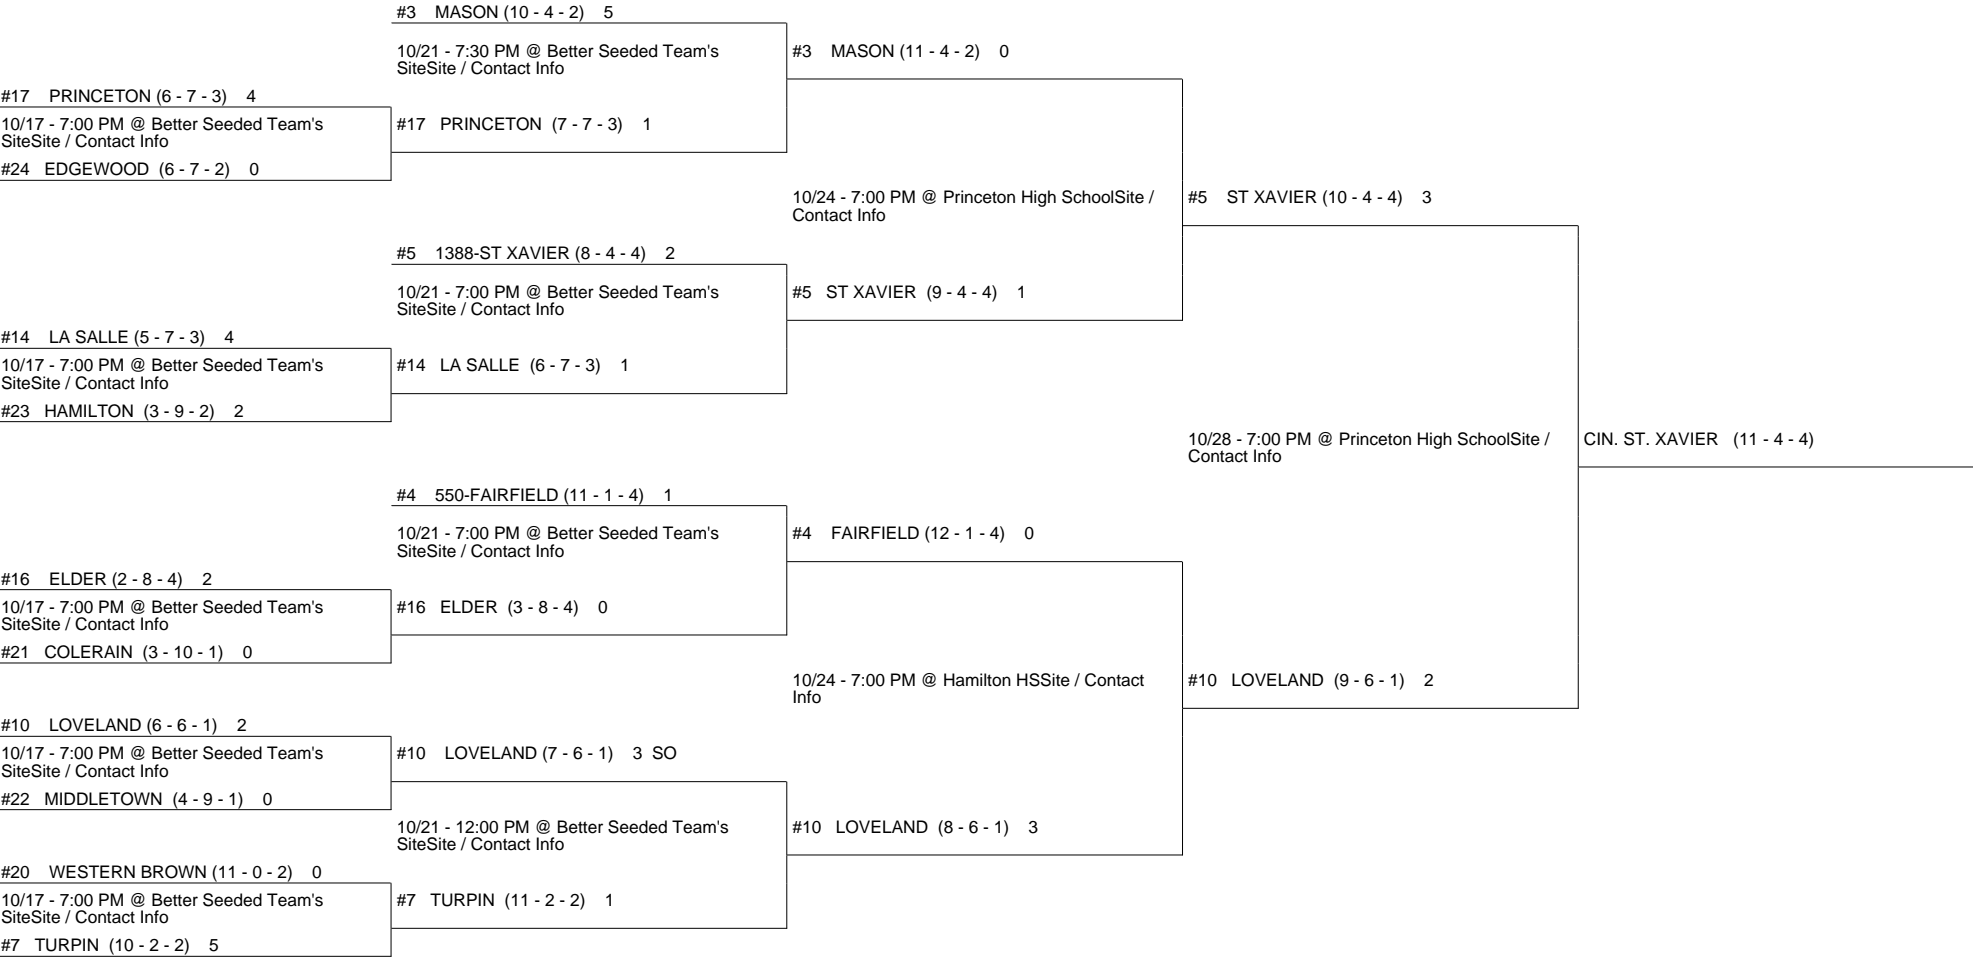 #3 MASON (10 - 4 - 2) 5
10/21 - 7:30 PM @ Better Seeded Team's
SiteSite / Contact Info
#3 MASON (11 - 4 - 2) 0
#17 PRINCETON (6 - 7 - 3) 4
10/17 - 7:00 PM @ Better Seeded Team's
SiteSite / Contact Info
#17 PRINCETON (7 - 7 - 3) 1
#24 EDGEWOOD (6 - 7 - 2) 0
10/24 - 7:00 PM @ Princeton High SchoolSite /
Contact Info
#5 ST XAVIER (10 - 4 - 4) 3
#5 1388-ST XAVIER (8 - 4 - 4) 2
10/21 - 7:00 PM @ Better Seeded Team's
SiteSite / Contact Info
#5 ST XAVIER (9 - 4 - 4) 1
#14 LA SALLE (5 - 7 - 3) 4
10/17 - 7:00 PM @ Better Seeded Team's
SiteSite / Contact Info
#14 LA SALLE (6 - 7 - 3) 1
#23 HAMILTON (3 - 9 - 2) 2
10/28 - 7:00 PM @ Princeton High SchoolSite /
Contact Info
CIN. ST. XAVIER (11 - 4 - 4)
#4 550-FAIRFIELD (11 - 1 - 4) 1
10/21 - 7:00 PM @ Better Seeded Team's
SiteSite / Contact Info
#4 FAIRFIELD (12 - 1 - 4) 0
#16 ELDER (2 - 8 - 4) 2
10/17 - 7:00 PM @ Better Seeded Team's
SiteSite / Contact Info
#16 ELDER (3 - 8 - 4) 0
#21 COLERAIN (3 - 10 - 1) 0
10/24 - 7:00 PM @ Hamilton HSSite / Contact
Info
#10 LOVELAND (9 - 6 - 1) 2
#10 LOVELAND (6 - 6 - 1) 2
10/17 - 7:00 PM @ Better Seeded Team's
SiteSite / Contact Info
#10 LOVELAND (7 - 6 - 1) 3 SO
#22 MIDDLETOWN (4 - 9 - 1) 0
10/21 - 12:00 PM @ Better Seeded Team's
SiteSite / Contact Info
#10 LOVELAND (8 - 6 - 1) 3
#20 WESTERN BROWN (11 - 0 - 2) 0
10/17 - 7:00 PM @ Better Seeded Team's
SiteSite / Contact Info
#7 TURPIN (11 - 2 - 2) 1
#7 TURPIN (10 - 2 - 2) 5